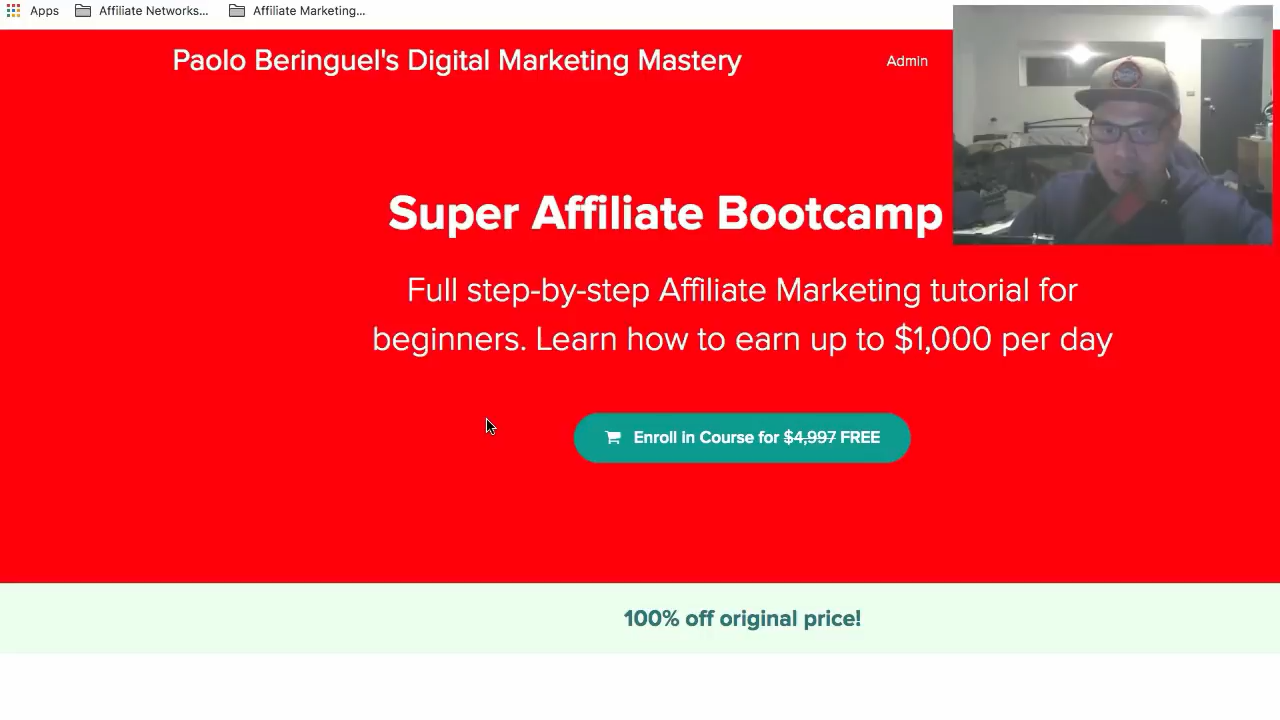 Apps Affiliate Networks... Affiliate Marketing...
Paolo Beringuel's Digital Marketing Mastery Admin
Super Affiliate Bootcamp
Full step-by-step Affiliate Marketing tutorial for
beginners. Learn how to earn up to $1,000 per day
Enroll in Course for $4,997 FREE
100% off original price!